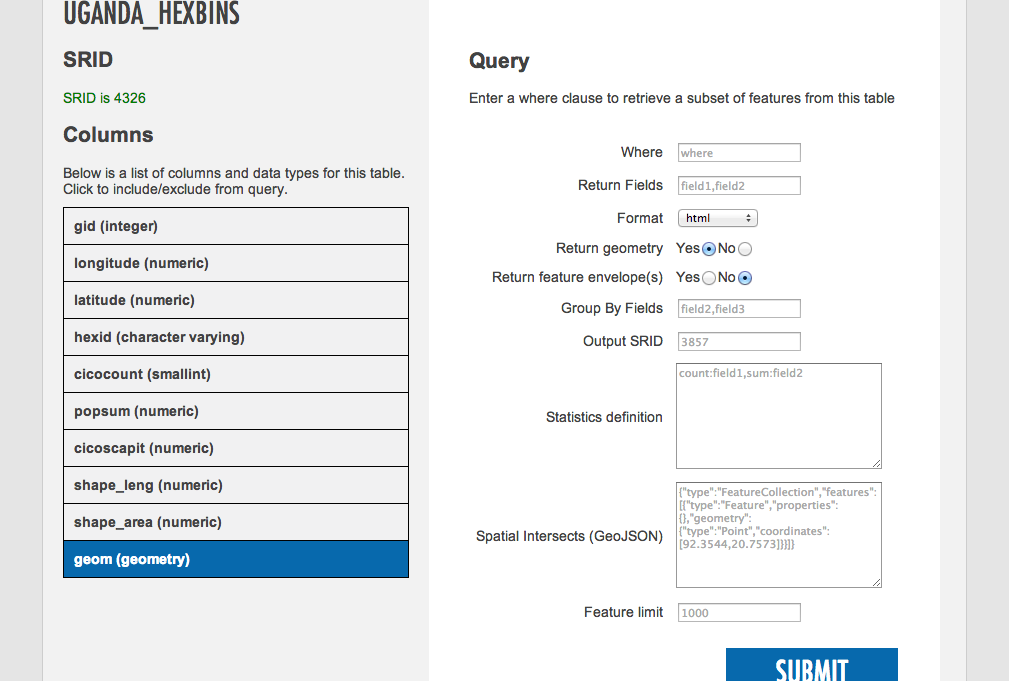 UGANDA_HEXBINS
SRID
SRID is 4326
Columns
Below is a list of columns and data types for this table.
Click to include/exclude from query.
gid (integer)
longitude (numeric)
latitude (numeric)
hexid (character varying)
cicocount (smallint)
popsum (numeric)
cicoscapit (numeric)
shape_leng (numeric)
shape_area (numeric)
geom (geometry)
Query
Enter a where clause to retrieve a subset of features from this table
Where where
Return Fields field1,field2
Format html
Return geometry Yes No
Return feature envelope(s) Yes No
Group By Fields field2,field3
Output SRID 3857
Statistics definition count:field1,sum:field2
Spatial Intersects (GeoJSON)
{"type":"FeatureCollection","features":
[{"type":"Feature","properties":
{},"geometry":
{"type":"Point","coordinates":
[92.3544,20.7573]}}]}
Feature limit 1000
SUBMIT